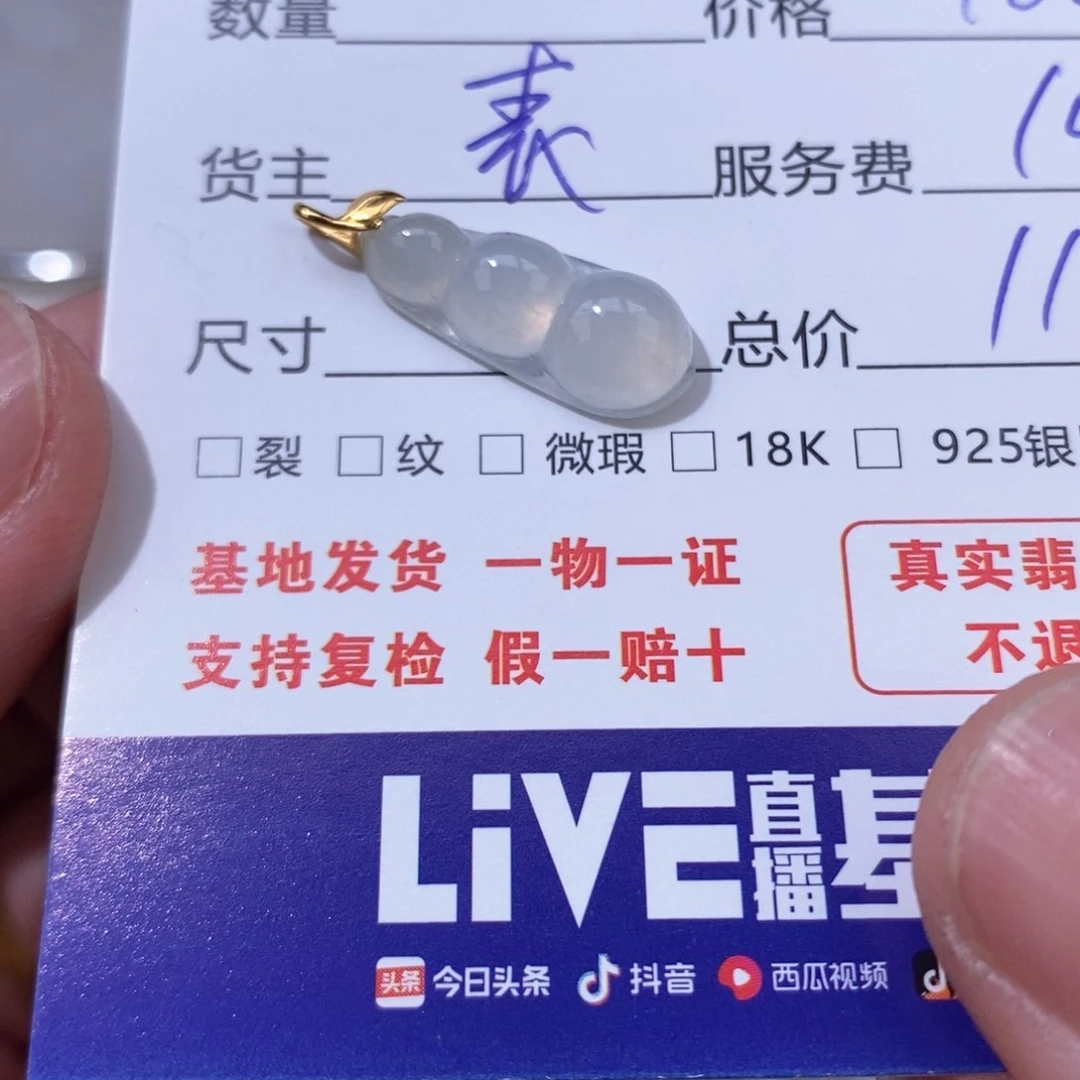 数量 价格
货主 表 服务费
尺寸 总价 11
□裂 □纹 □ 微瑕 □ 18K □ 925银
基地发货 一物一证 真实翡
支持复检 假一赔十 不退
LiVE直播基
头条 今日头条 抖音 西瓜视频